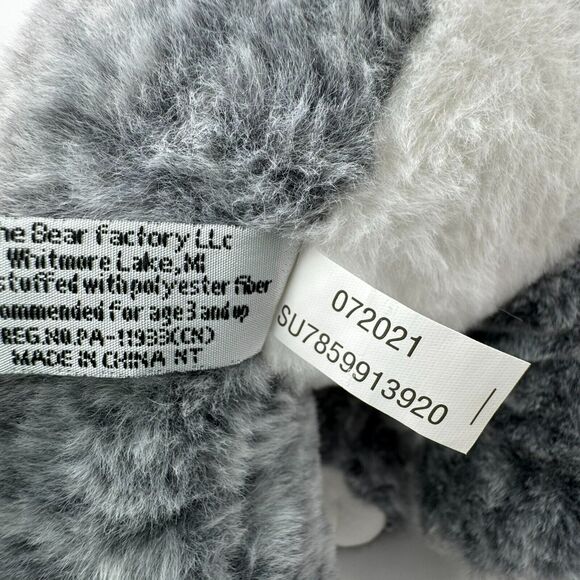 he Bear Factory LLC
Whitmore Lake, MI
stuffed with polyester fiber
ommended for age 3 and up
REG.NO.PA-11933(CN)
MADE IN CHINA NT
072021
SU7859913920